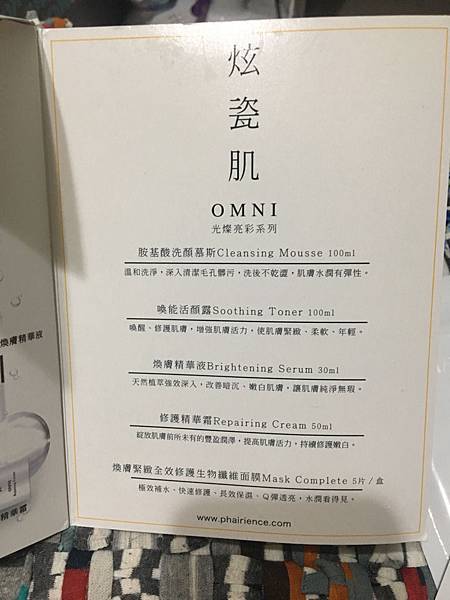 炫
瓷
肌
OMNI
光燦亮彩系列
胺基酸洗顏慕斯Cleansing Mousse 100ml
溫和洗淨，深入清潔毛孔髒污，洗後不乾澀，肌膚水潤有彈性。
喚能活顏露Soothing Toner 100ml
喚醒、修護肌膚，增強肌膚活力，使肌膚緊緻、柔軟、年輕。
煥膚精華液Brightening Serum 30ml
天然植萃強效深入，改善暗沉、嫩白肌膚，讓肌膚純淨無瑕。
修護精華霜Repairing Cream 50ml
綻放肌膚前所未有的豐盈潤澤，提高肌膚活力，持續修護嫩白。
煥膚緊緻全效修護生物纖維面膜Mask Complete 5片／盒
極效補水、快速修護、長效保濕、Q彈透亮，水潤看得見。
www.phairience.com
煥膚精華液
精華霜